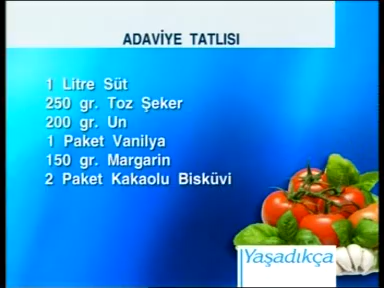 ADAVİYE TATLISI
1 Litre Süt
250 gr. Toz Şeker
200 gr. Un
1 Paket Vanilya
150 gr. Margarin
2 Paket Kakaolu Bisküvi
Yaşadıkça